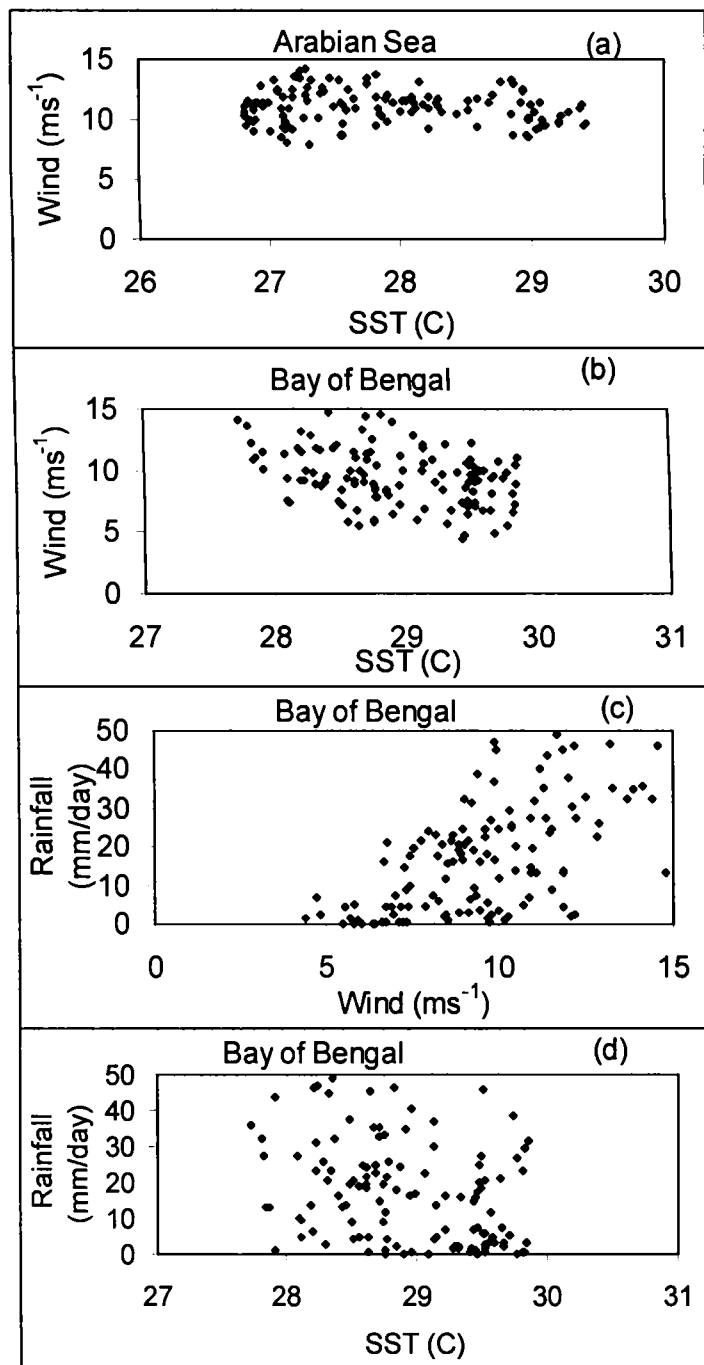 Arabian Sea (a)
15
10
5
0
Wind (ms⁻¹)
26 27 28 29 30
SST (C)
Bay of Bengal (b)
15
10
5
0
Wind (ms⁻¹)
27 28 29 30 31
SST (C)
Bay of Bengal (c)
50
40
30
20
10
0
Rainfall
(mm/day)
0 5 10 15
Wind (ms⁻¹)
Bay of Bengal (d)
50
40
30
20
10
0
Rainfall
(mm/day)
27 28 29 30 31
SST (C)